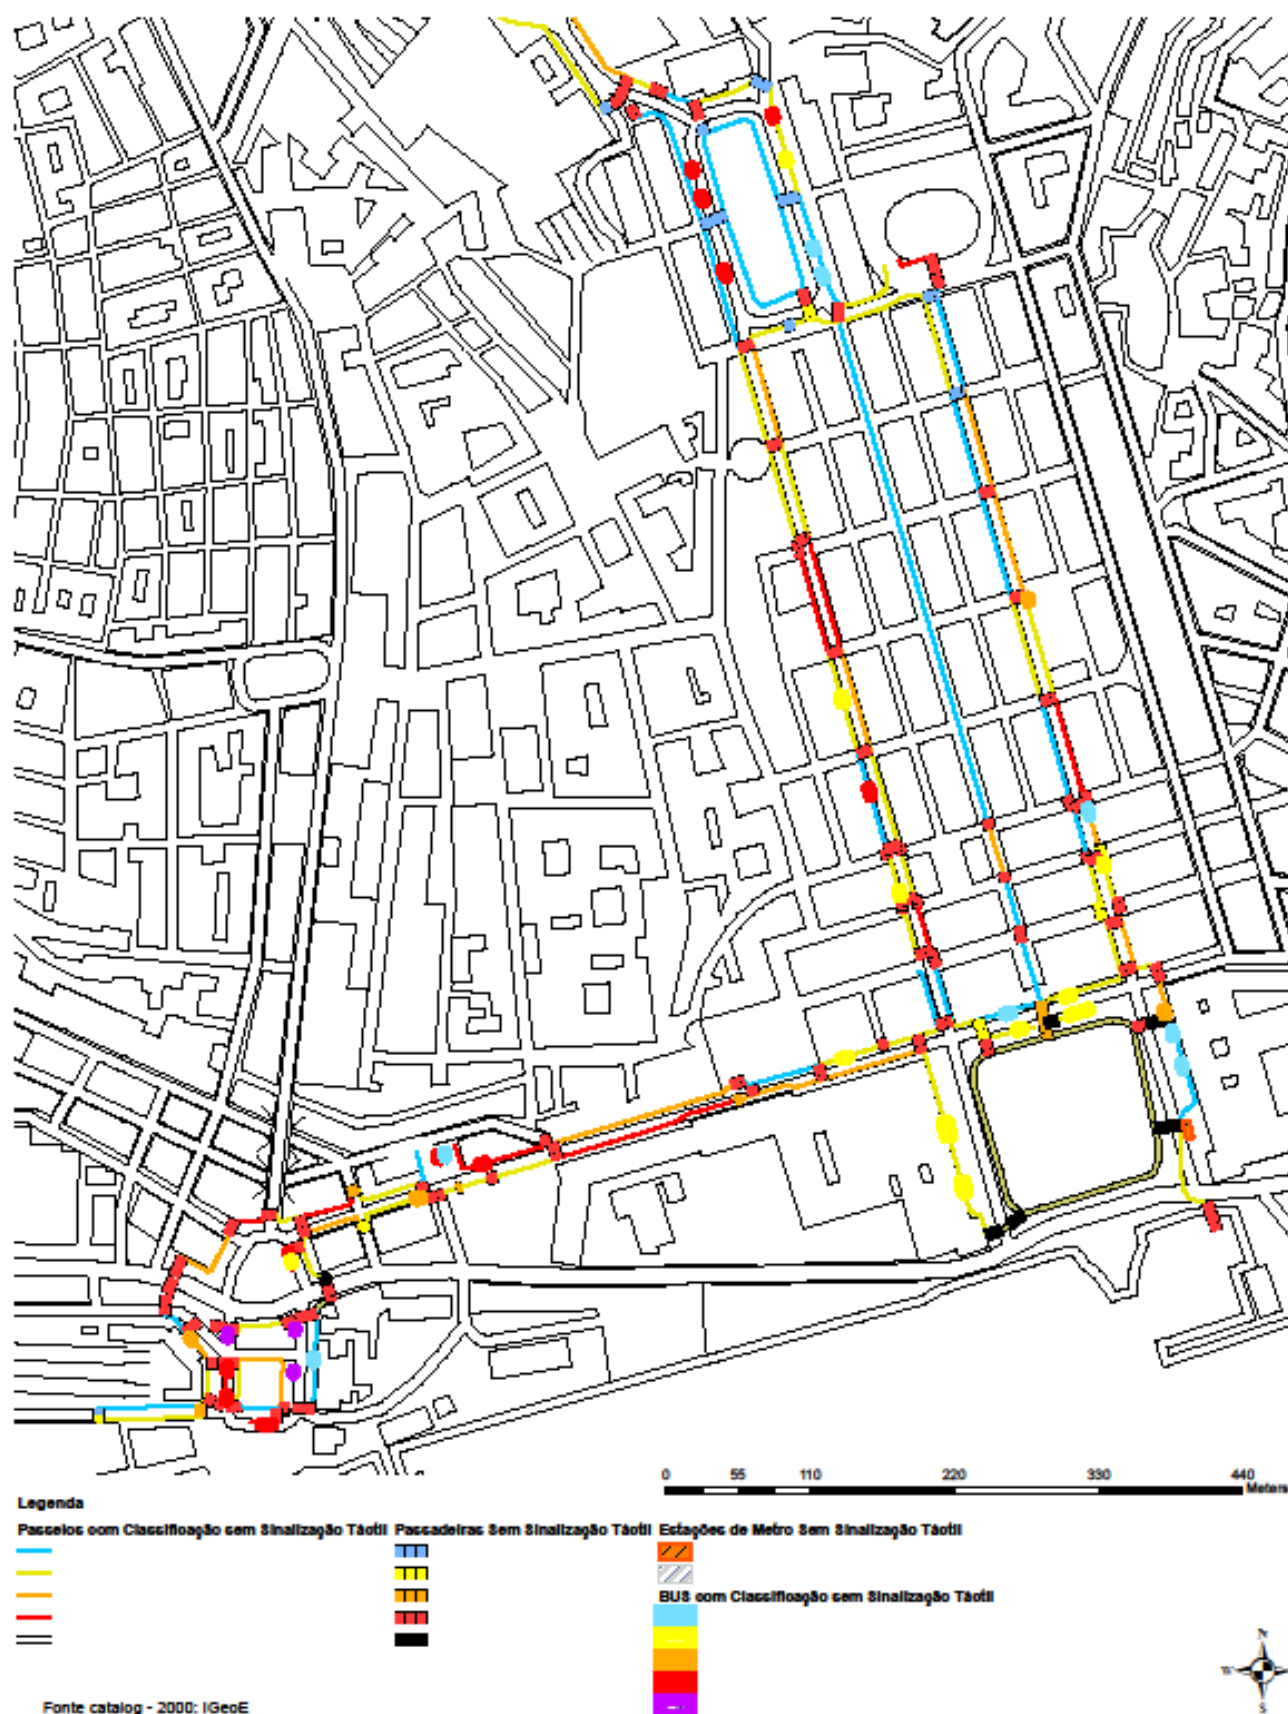 0 55 110 220 330 440
Meters
Legenda
Passeios com Classificação sem Sinalização Táctil
Passadeiras Sem Sinalização Táctil
Estações de Metro Sem Sinalização Táctil
BUS com Classificação sem Sinalização Táctil
N
W
S
Fonte catalog - 2000: IGeoE